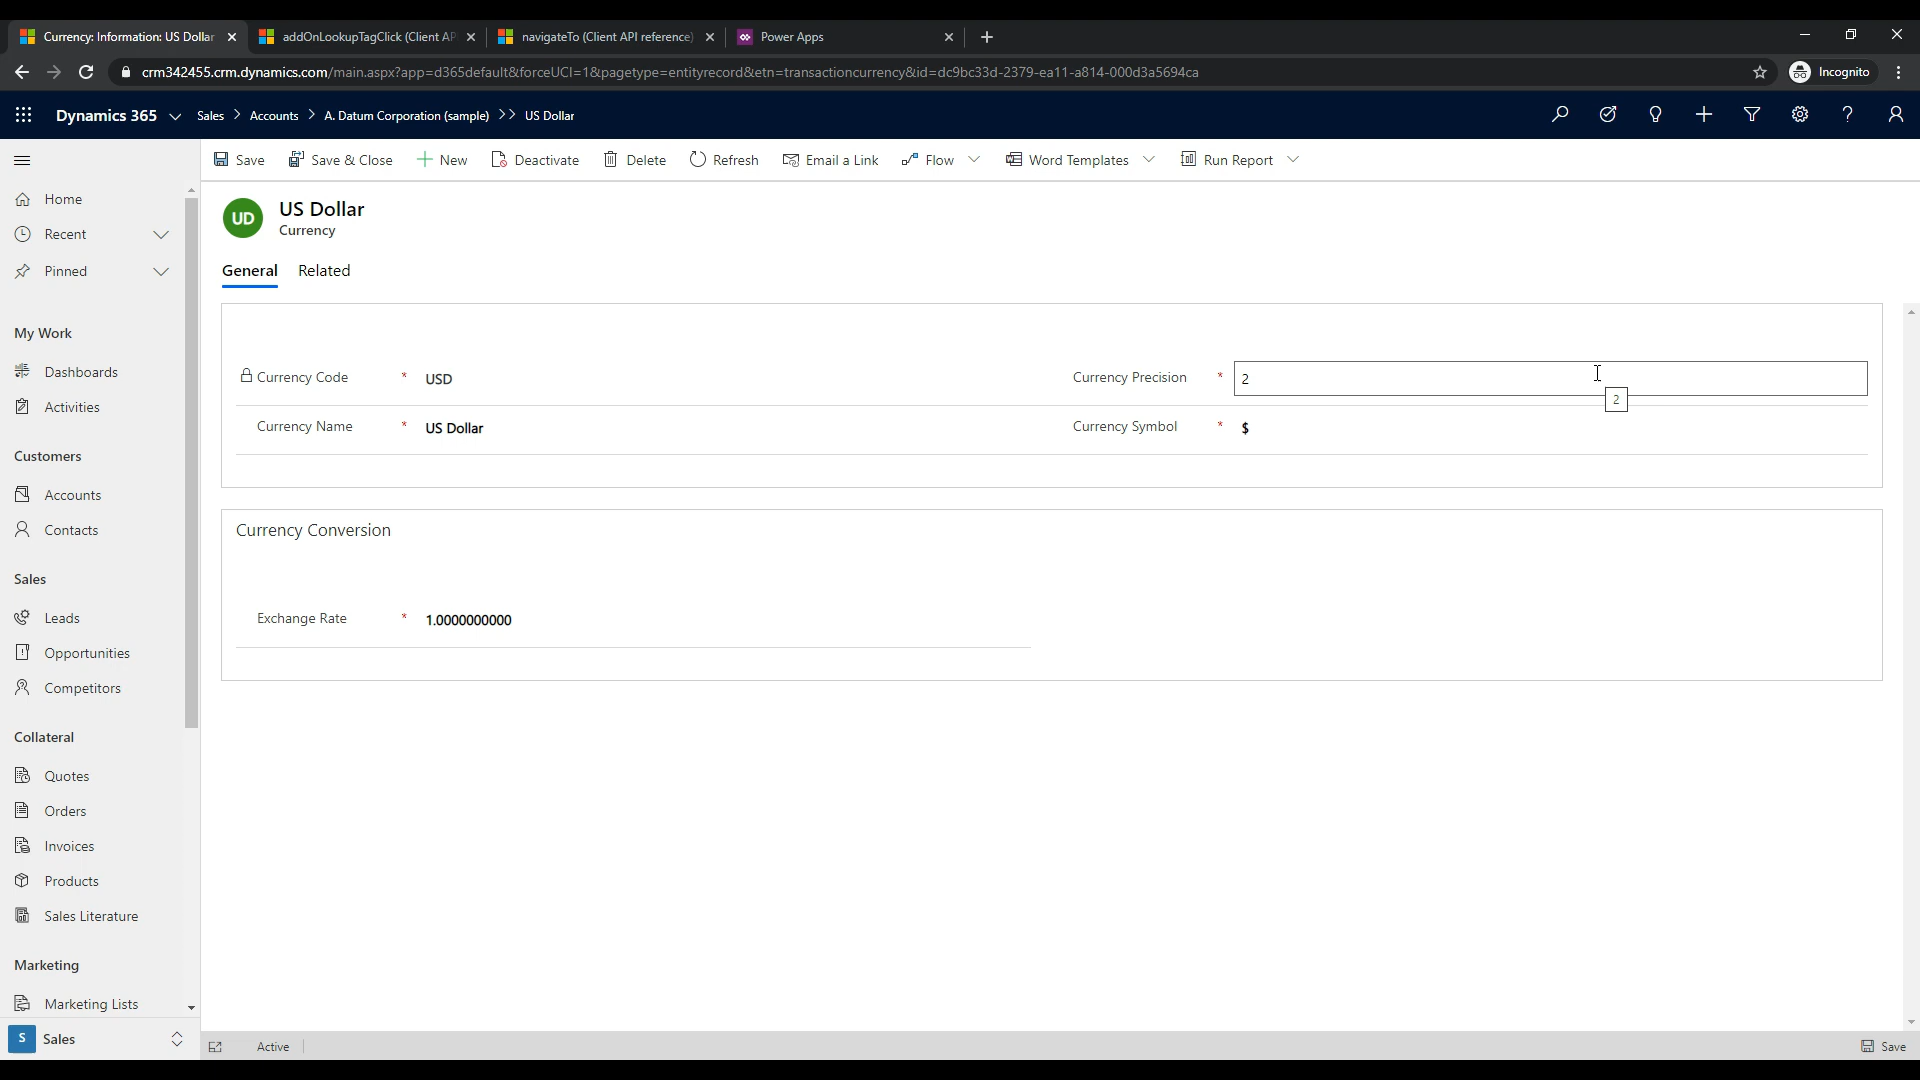 Currency: Information: US Dollar
addOnLookupTagClick (Client AP
navigateTo (Client API reference)
Power Apps
crm342455.crm.dynamics.com/main.aspx?app=d365default&forceUCI=1&pagetype=entityrecord&etn=transactioncurrency&id=dc9bc33d-2379-ea11-a814-000d3a5694ca
Incognito
Dynamics 365
Sales > Accounts > A. Datum Corporation (sample) >> US Dollar
Save
Save & Close
New
Deactivate
Delete
Refresh
Email a Link
Flow
Word Templates
Run Report
Home
Recent
Pinned
My Work
Dashboards
Activities
Customers
Accounts
Contacts
Sales
Leads
Opportunities
Competitors
Collateral
Quotes
Orders
Invoices
Products
Sales Literature
Marketing
Marketing Lists
S Sales
UD
US Dollar
Currency
General
Related
Currency Code * USD
Currency Precision * 2
2
Currency Name * US Dollar
Currency Symbol * $
Currency Conversion
Exchange Rate * 1.0000000000
Active
Save